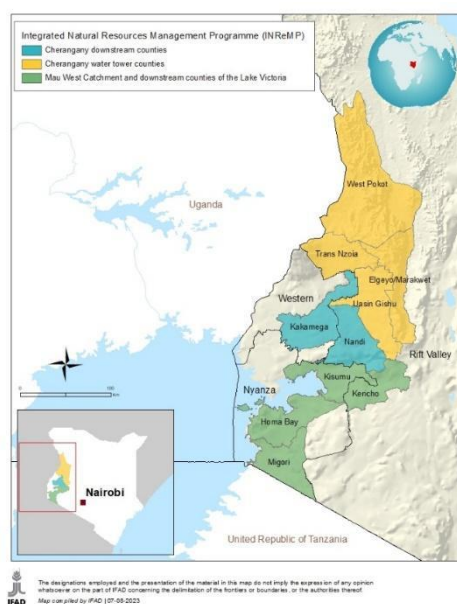 Integrated Natural Resources Management Programme (INReMP)
Cherangany downstream counties
Cherangany water tower counties
Mau West Catchment and downstream counties of the Lake Victoria
West Pokot
Uganda
Trans Nzoia
Elgeyo/Marakwet
Western
Uasin Gishu
Kakamega
Nandi
Rift Valley
Kisumu
Nyanza
Kericho
Homa Bay
Migori
Nairobi
United Republic of Tanzania
IFAD
The designations employed and the presentation of the material in this map do not imply the expression of any opinion
whatsoever on the part of IFAD concerning the delimitation of the frontiers or boundaries, or the authorities thereof.
Map compiled by IFAD | 07-08-2023